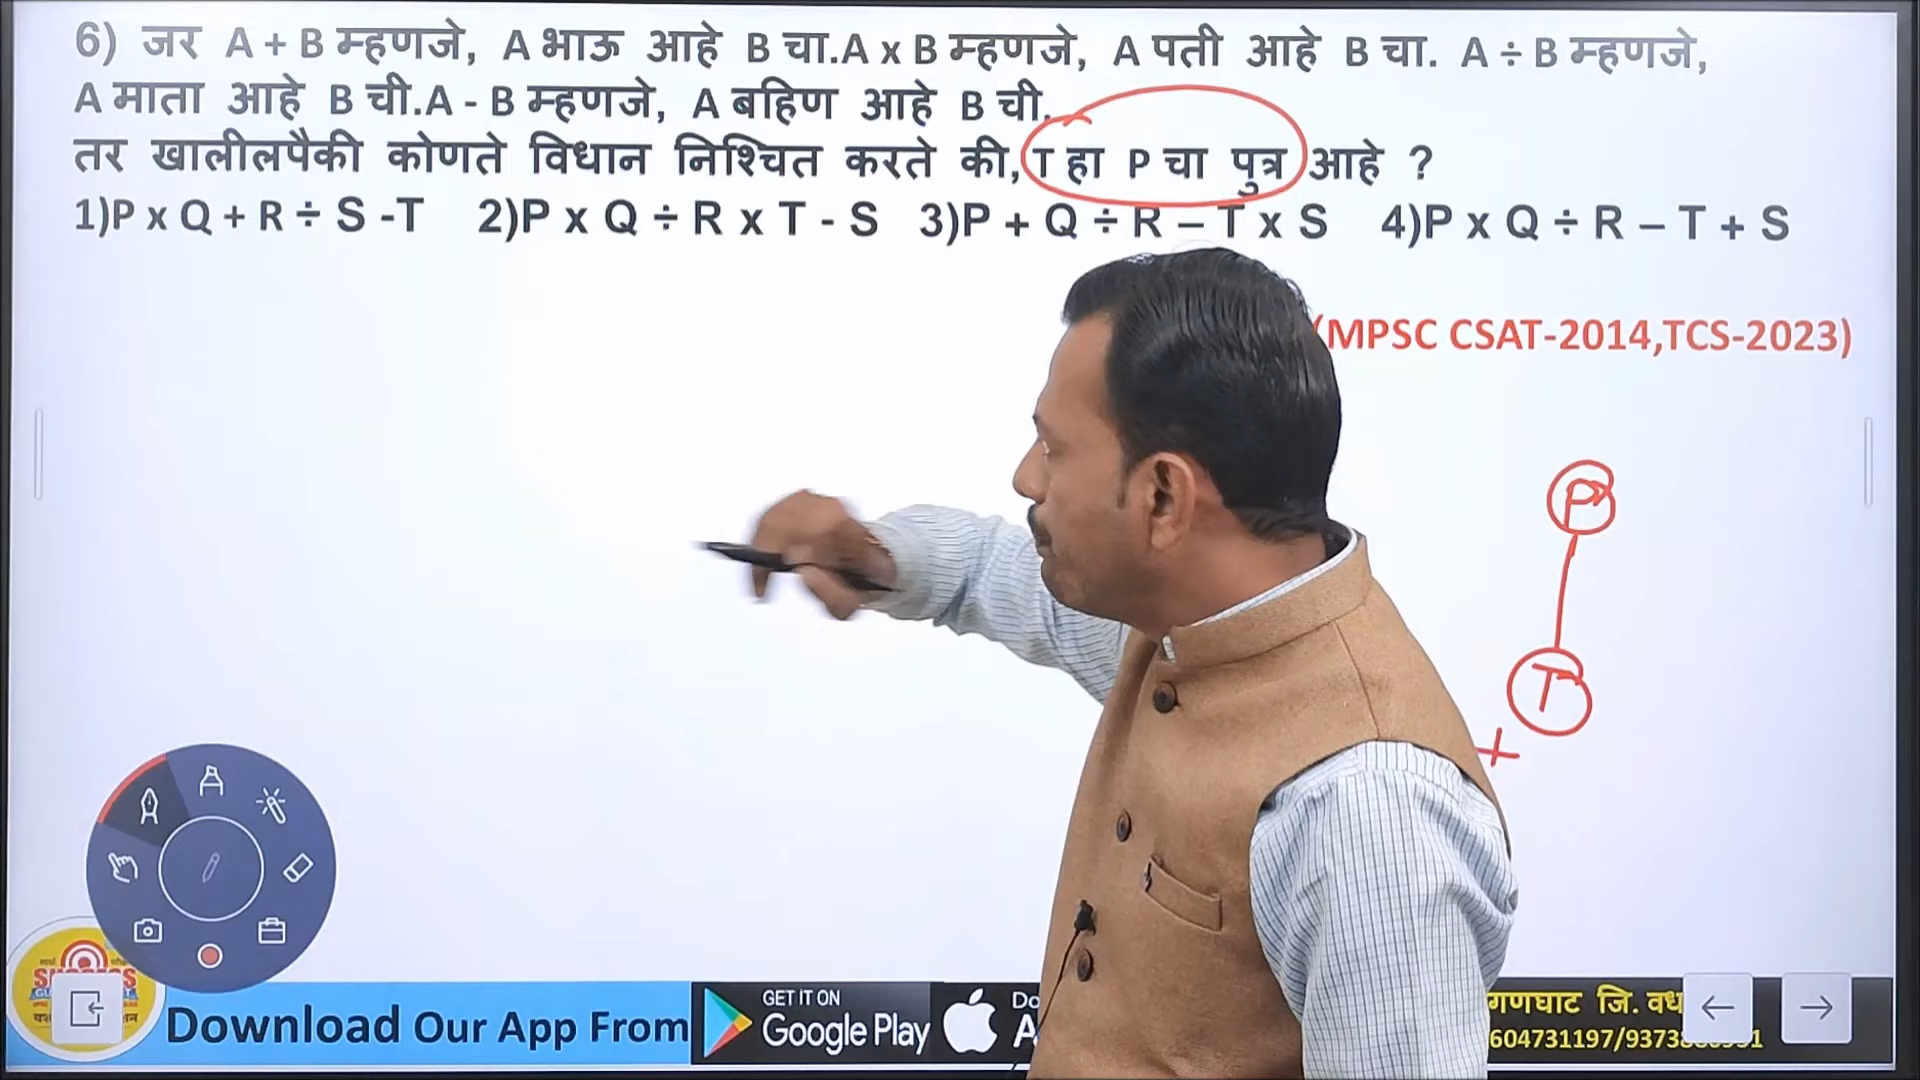 6) जर A + B म्हणजे, A भाऊ आहे B चा.A x B म्हणजे, A पती आहे B चा. A ÷ B म्हणजे,
A माता आहे B ची.A - B म्हणजे, A बहिण आहे B ची.
तर खालीलपैकी कोणते विधान निश्चित करते की, T हा P चा पुत्र आहे ?
1)P x Q + R ÷ S -T 2)P x Q ÷ R x T - S 3)P + Q ÷ R – T x S 4)P x Q ÷ R – T + S
(MPSC CSAT-2014,TCS-2023)
P
T
+
Download Our App From
GET IT ON
Google Play
गणघाट जि.